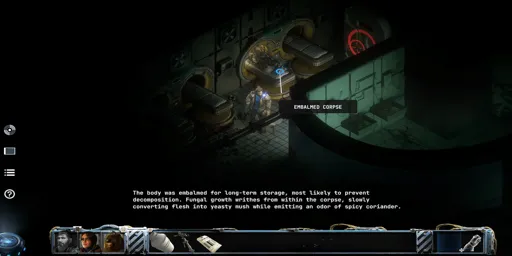 EMBALMED CORPSE
The body was embalmed for long-term storage, most likely to prevent
decomposition. Fungal growth writhes from within the corpse, slowly
converting flesh into yeasty mush while emitting an odor of spicy coriander.